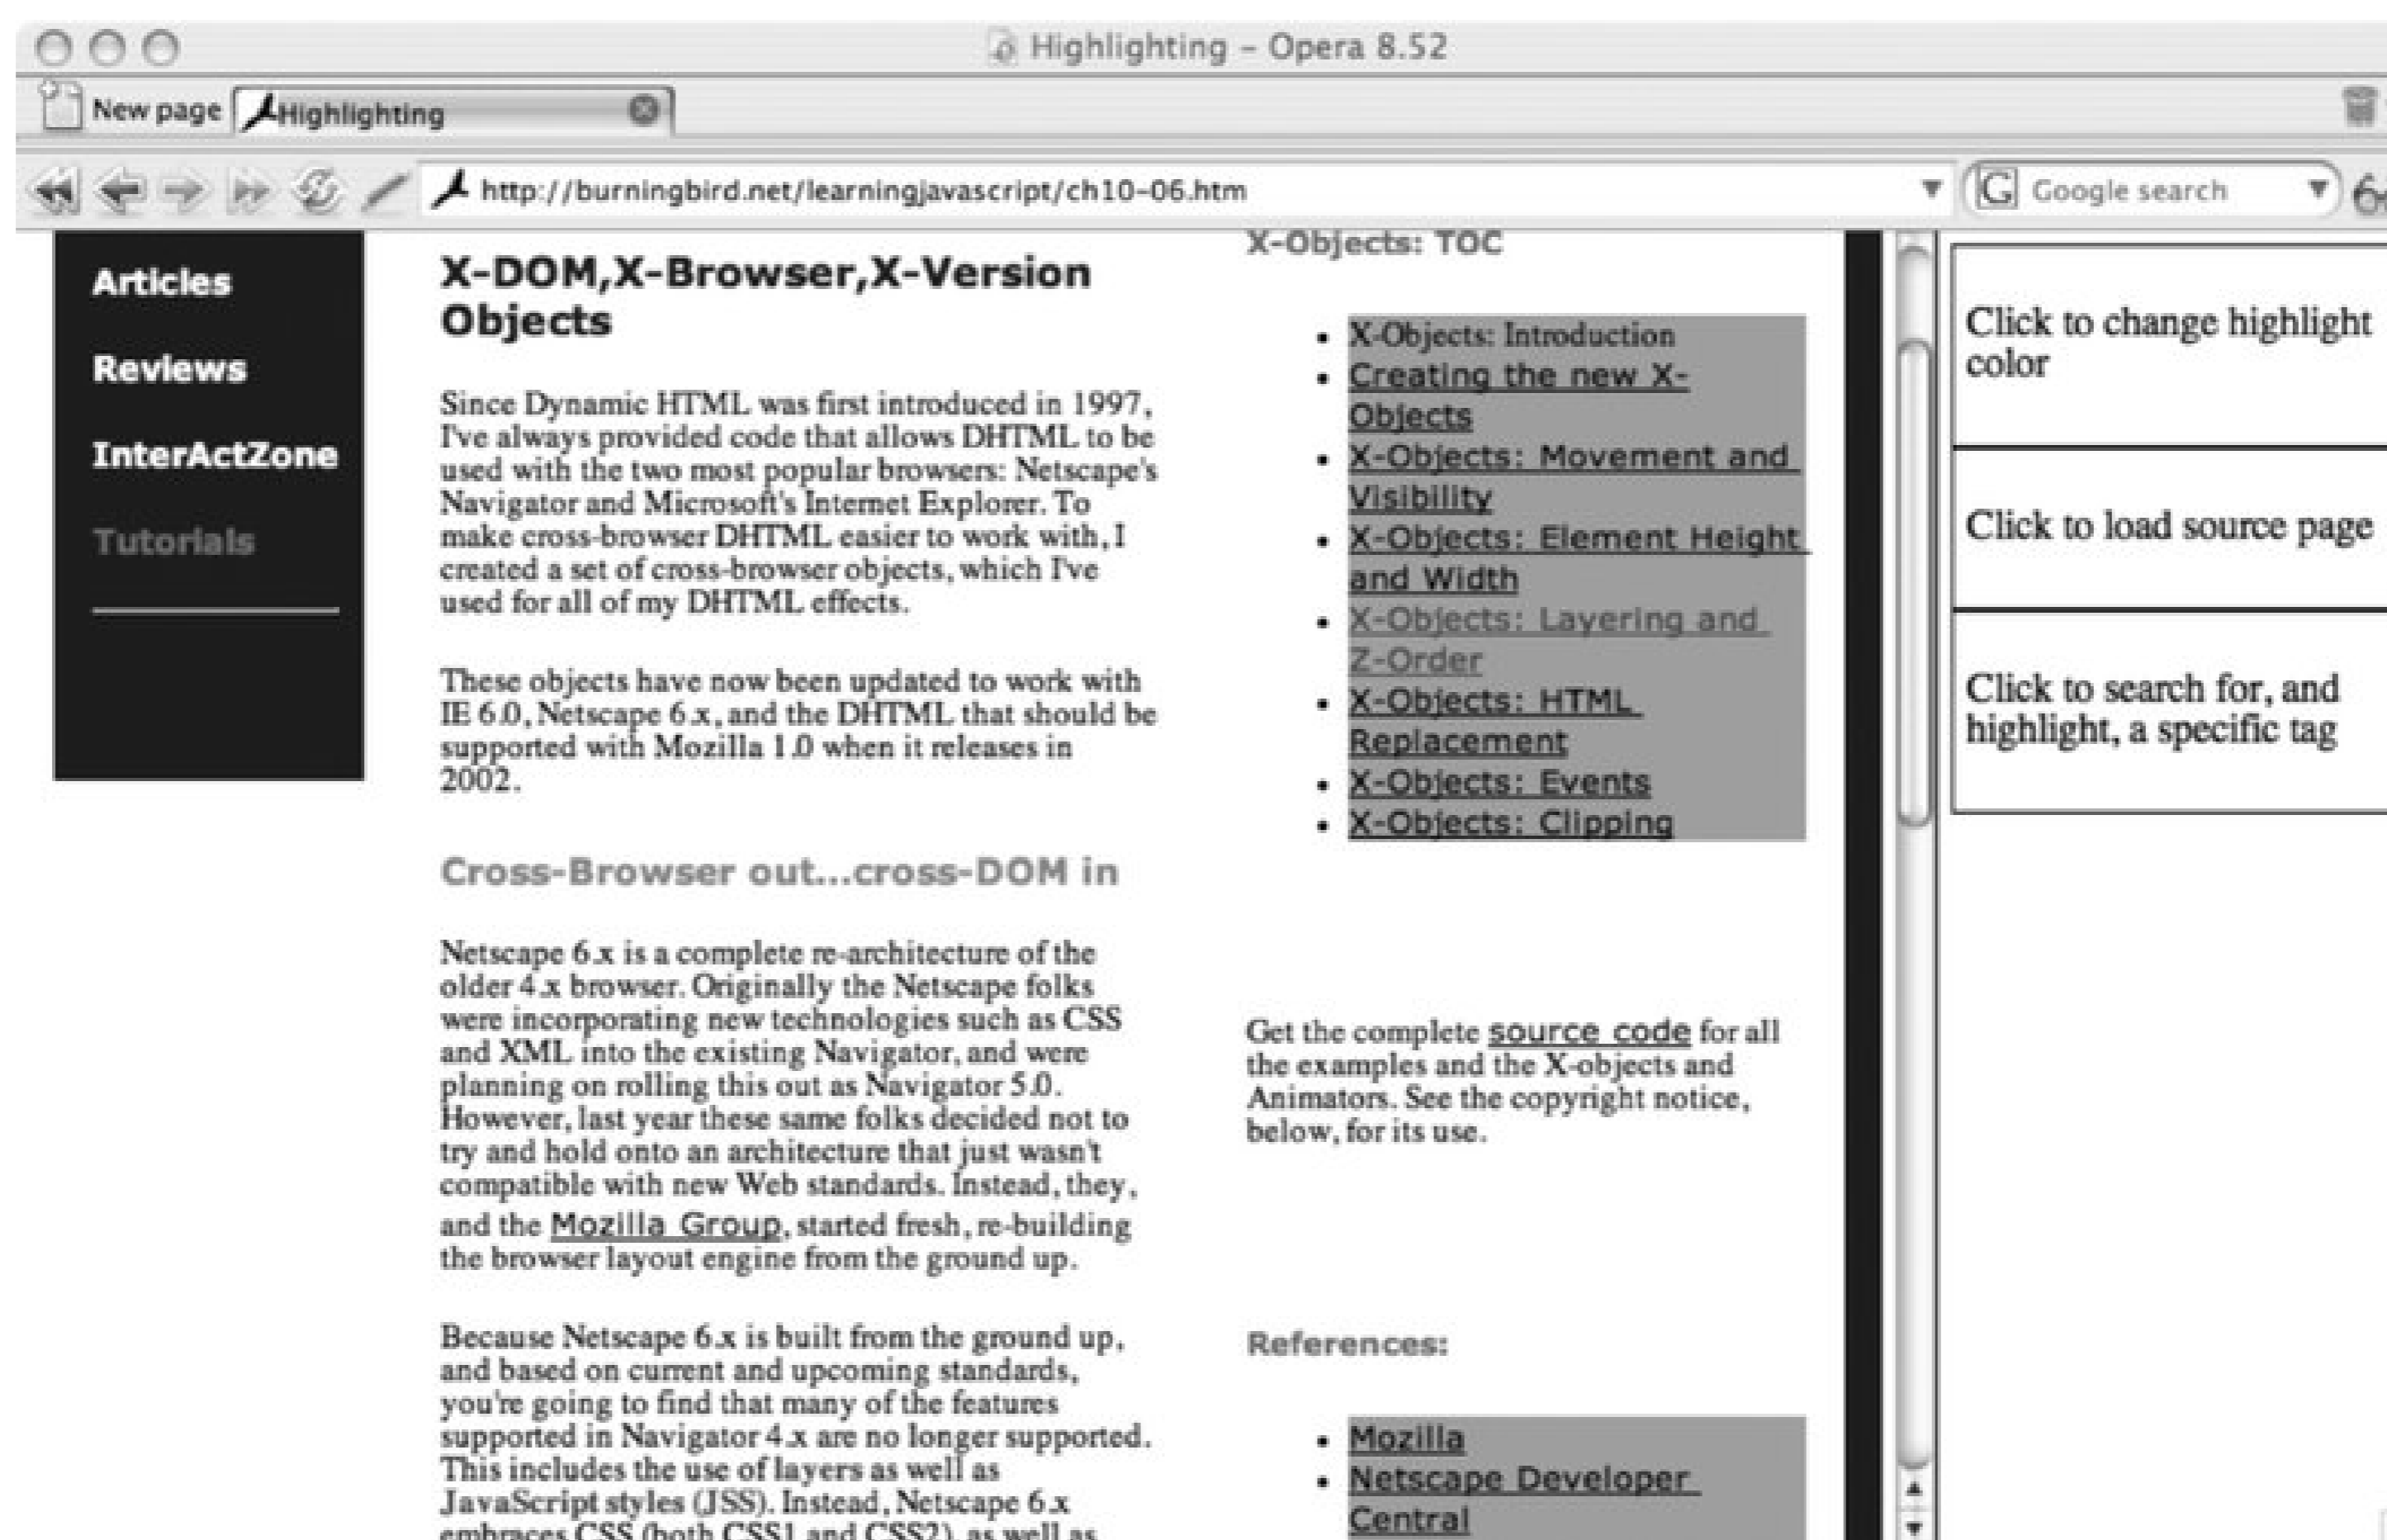 Highlighting – Opera 8.52
New page
Highlighting
http://burningbird.net/learningjavascript/ch10-06.htm
G Google search
Articles
Reviews
InterActZone
Tutorials
X-DOM,X-Browser,X-Version
Objects
Since Dynamic HTML was first introduced in 1997,
I've always provided code that allows DHTML to be
used with the two most popular browsers: Netscape's
Navigator and Microsoft's Internet Explorer. To
make cross-browser DHTML easier to work with, I
created a set of cross-browser objects, which I've
used for all of my DHTML effects.
These objects have now been updated to work with
IE 6.0, Netscape 6.x, and the DHTML that should be
supported with Mozilla 1.0 when it releases in
2002.
Cross-Browser out...cross-DOM in
Netscape 6.x is a complete re-architecture of the
older 4.x browser. Originally the Netscape folks
were incorporating new technologies such as CSS
and XML into the existing Navigator, and were
planning on rolling this out as Navigator 5.0.
However, last year these same folks decided not to
try and hold onto an architecture that just wasn't
compatible with new Web standards. Instead, they,
and the Mozilla Group, started fresh, re-building
the browser layout engine from the ground up.
Because Netscape 6.x is built from the ground up,
and based on current and upcoming standards,
you're going to find that many of the features
supported in Navigator 4.x are no longer supported.
This includes the use of layers as well as
JavaScript styles (JSS). Instead, Netscape 6.x
embraces CSS (both CSS1 and CSS2), as well as
X-Objects: TOC
• X-Objects: Introduction
• Creating the new X-
Objects
• X-Objects: Movement and
Visibility
• X-Objects: Element Height
and Width
• X-Objects: Layering and
Z-Order
• X-Objects: HTML
Replacement
• X-Objects: Events
• X-Objects: Clipping
Get the complete source code for all
the examples and the X-objects and
Animators. See the copyright notice,
below, for its use.
References:
• Mozilla
• Netscape Developer
Central
Click to change highlight
color
Click to load source page
Click to search for, and
highlight, a specific tag